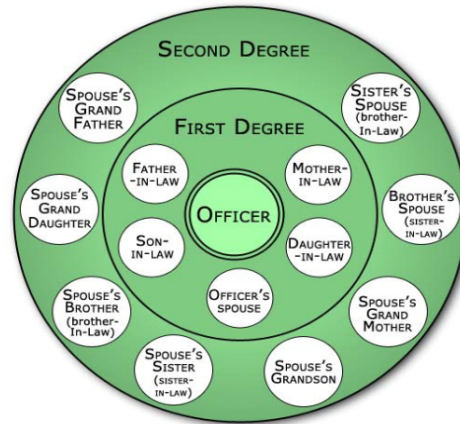 SECOND DEGREE
SPOUSE'S
GRAND
FATHER
SISTER'S
SPOUSE
(brother-
In-Law)
FIRST DEGREE
FATHER
-IN-LAW
MOTHER-
IN-LAW
SPOUSE'S
GRAND
DAUGHTER
OFFICER
BROTHER'S
SPOUSE
(SISTER-
IN-LAW)
SON-
IN-LAW
DAUGHTER
-IN-LAW
OFFICER'S
SPOUSE
SPOUSE'S
BROTHER
(brother-
In-Law)
SPOUSE'S
GRAND
MOTHER
SPOUSE'S
SISTER
(SISTER-
IN-LAW)
SPOUSE'S
GRANDSON